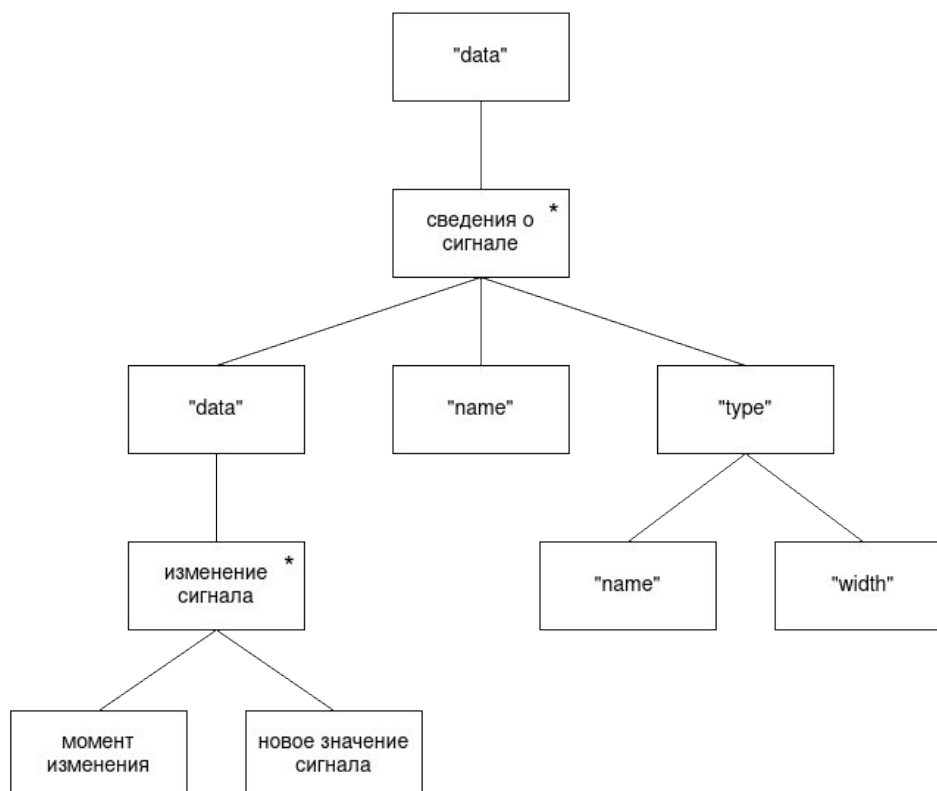 "data"
сведения о *
сигнале
"data"
"name"
"type"
изменение *
сигнала
"name"
"width"
момент
изменения
новое значение
сигнала